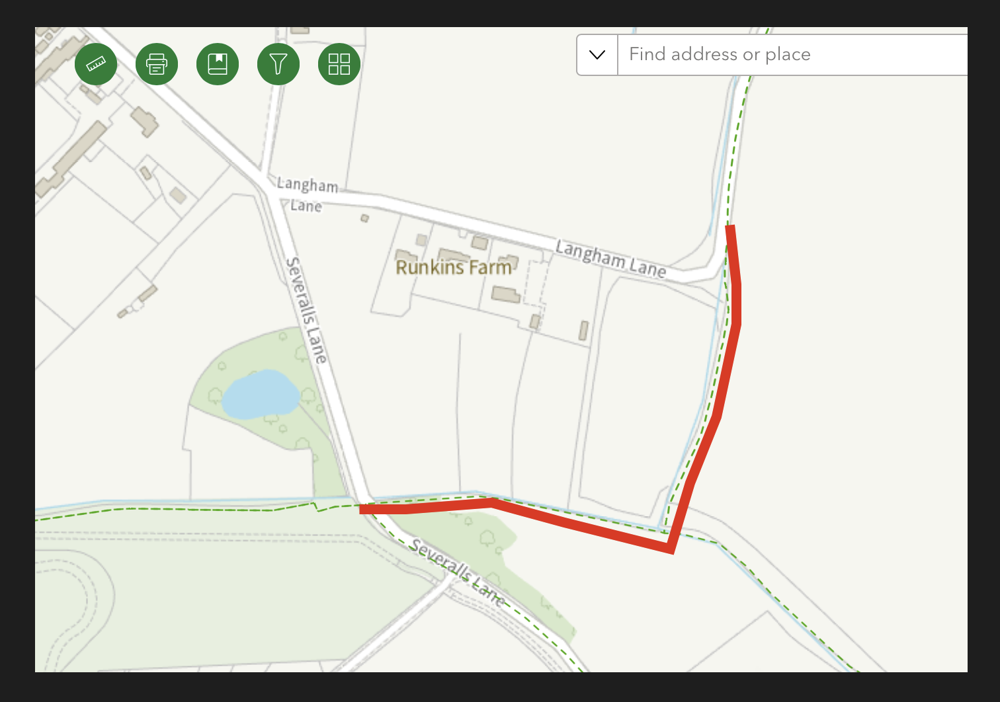 Find address or place
Langham
Lane
Langham Lane
Runkins Farm
Severalls Lane
Severalls Lane